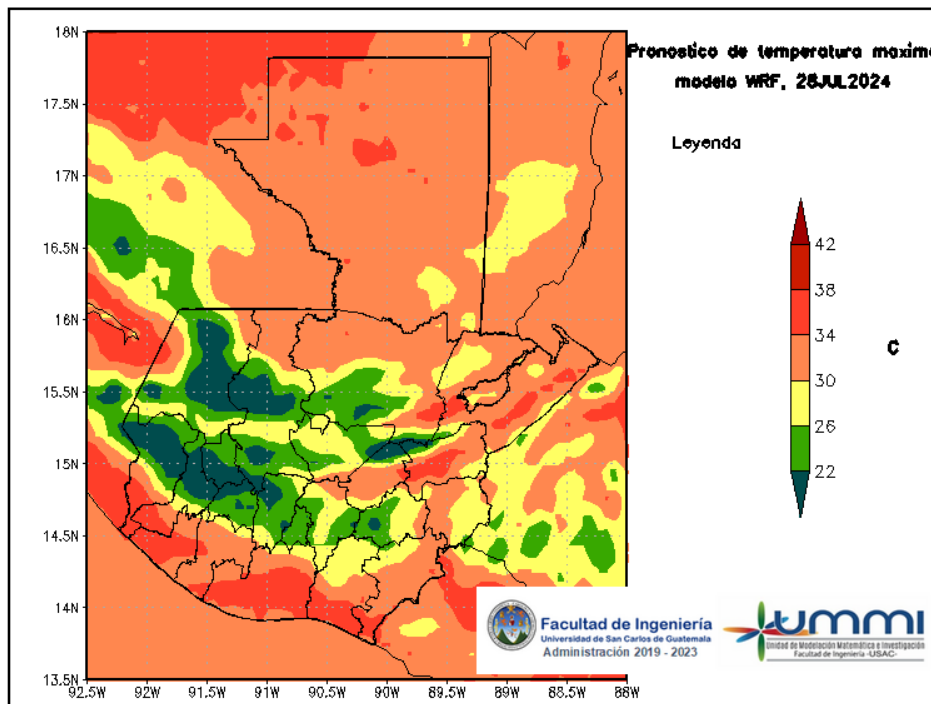 Pronostico de temperatura maxima
modelo WRF, 28JUL2024
Leyenda
42
38
34
30
26
22
C
18N
17.5N
17N
16.5N
16N
15.5N
15N
14.5N
14N
13.5N
92.5W
92W
91.5W
91W
90.5W
90W
89.5W
89W
88.5W
88W
Facultad de Ingeniería
Universidad de San Carlos de Guatemala
Administración 2019 - 2023
UMMI
Unidad de Modelación Matemática e Investigación
Facultad de Ingeniería -USAC-